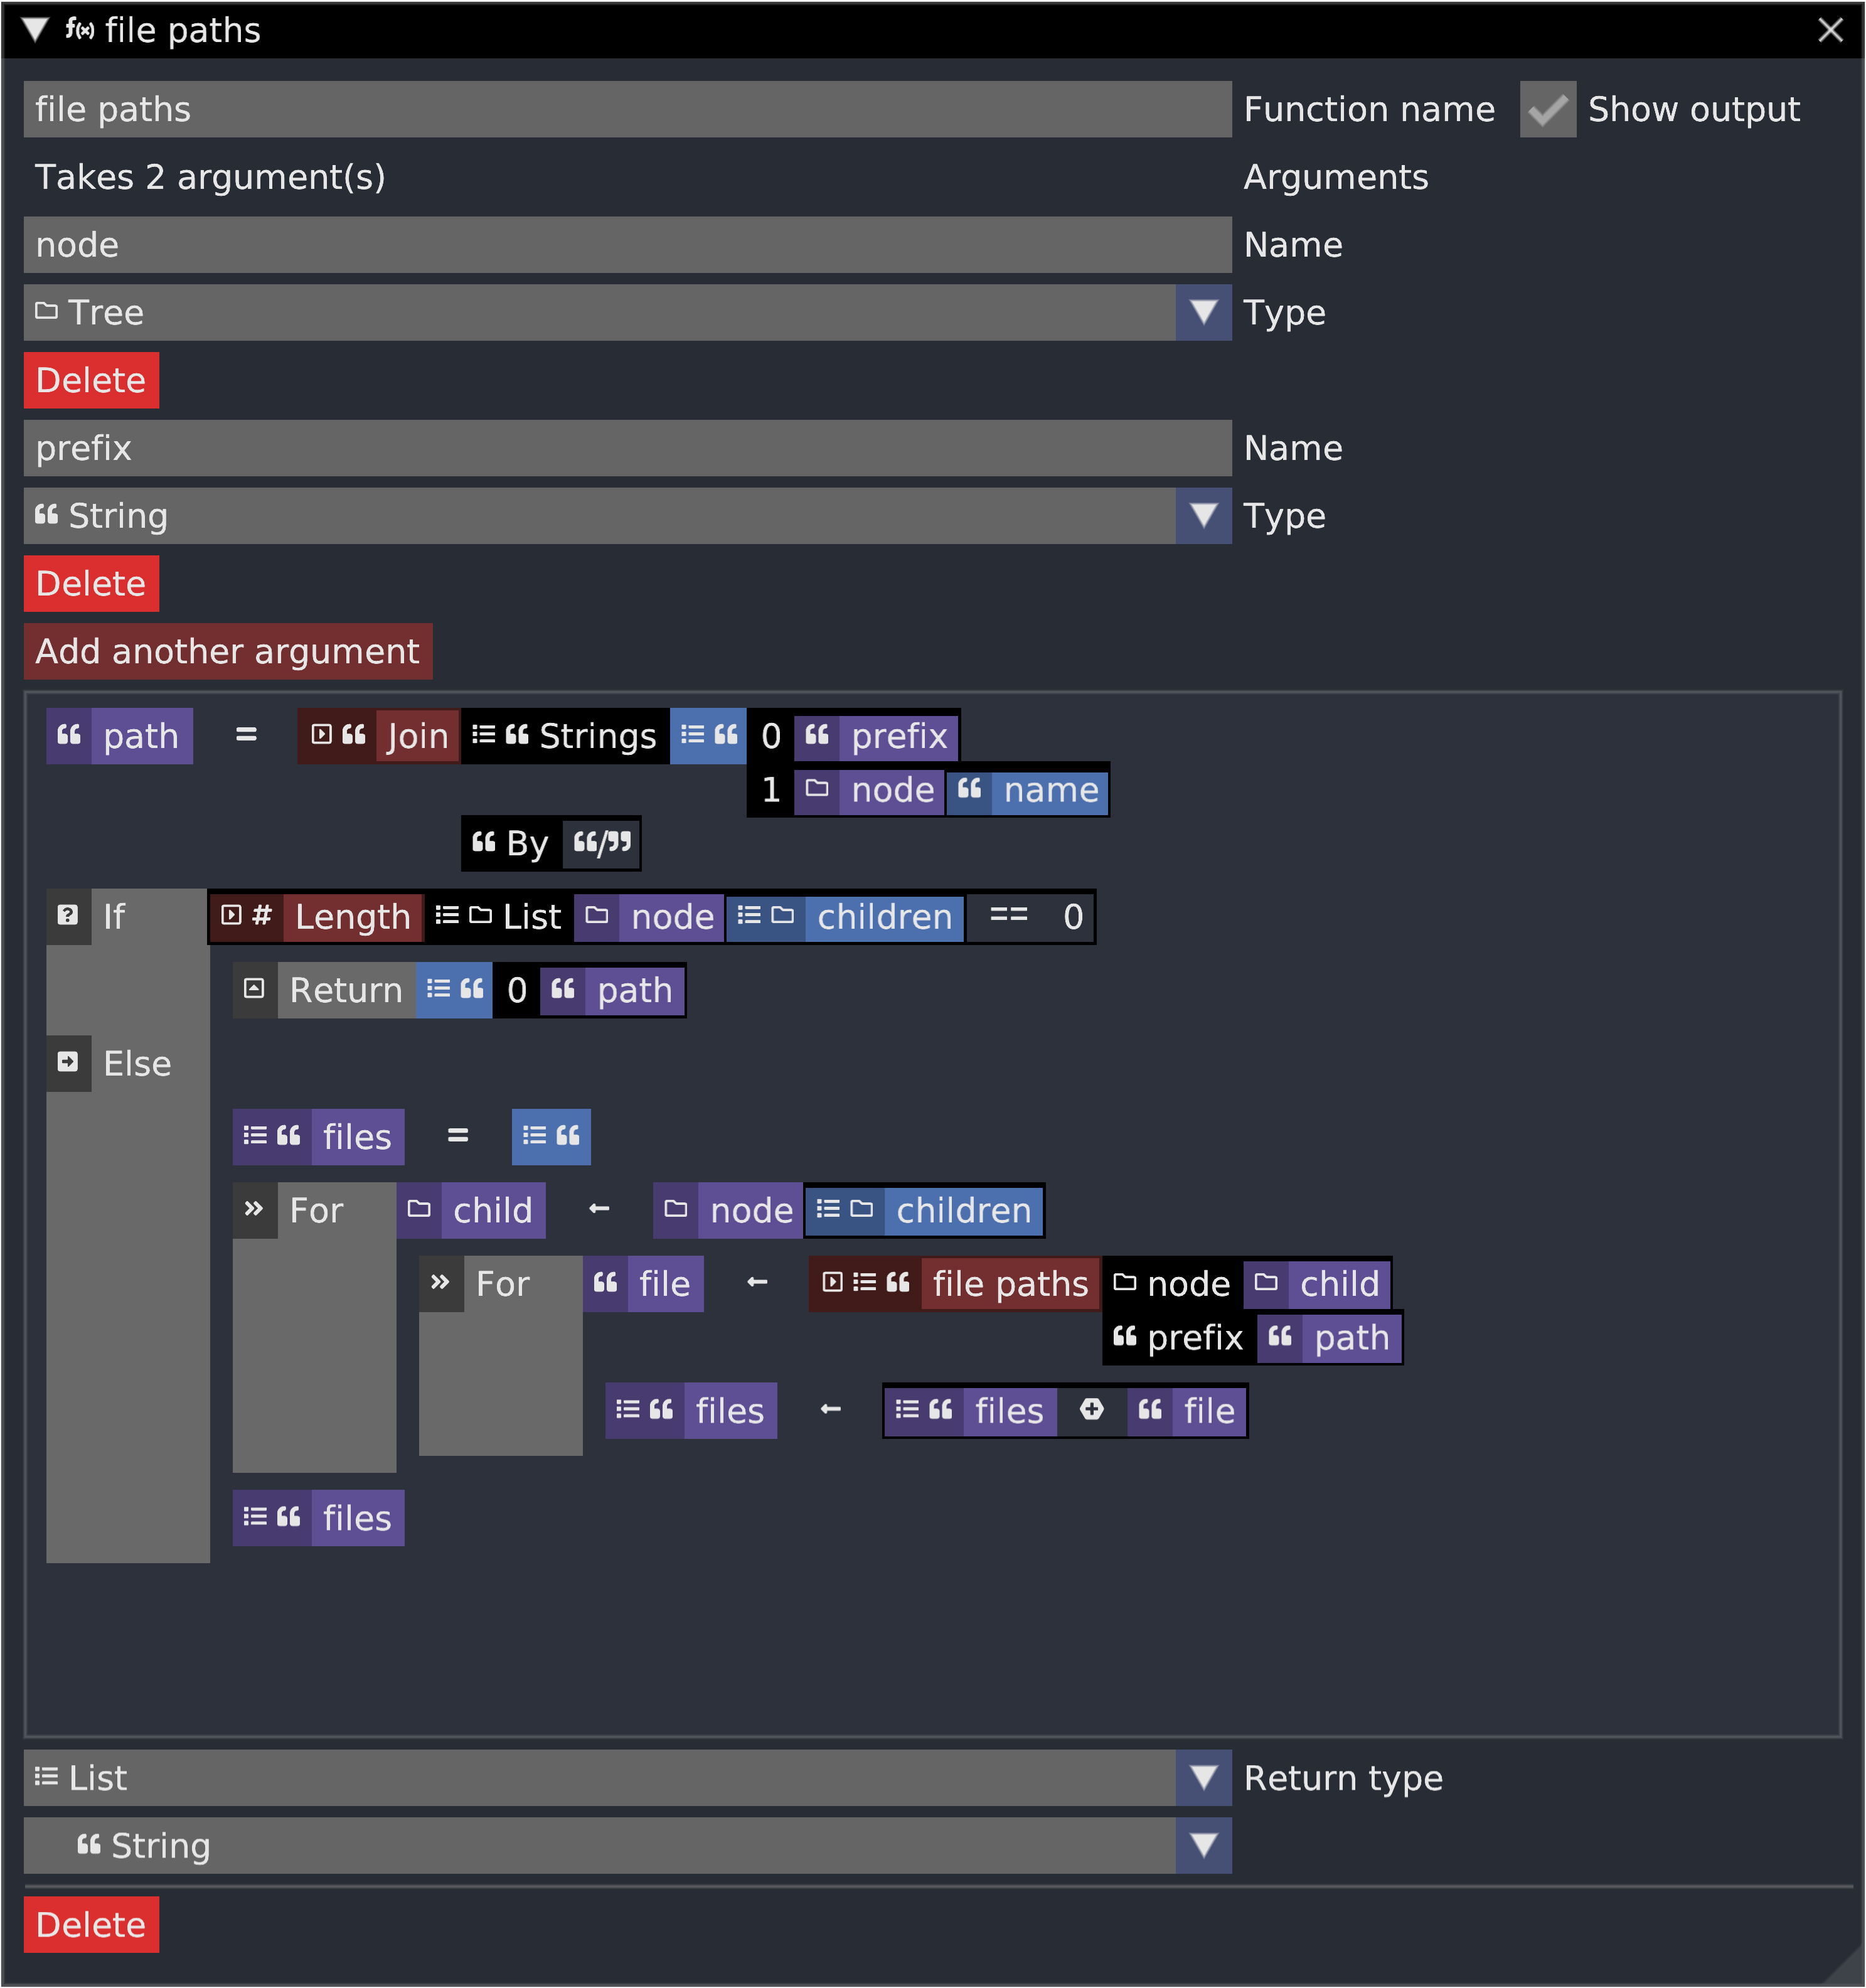 f(x) file paths
file paths Function name Show output
Takes 2 argument(s) Arguments
node Name
Tree Type
Delete
prefix Name
“ String Type
Delete
Add another argument
“ path = “ Join “ Strings “ 0 “ prefix
1 node “ name
“ By “/”
? If # Length List node children == 0
Return “ 0 “ path
Else
“ files = “
» For child ← node children
» For “ file ← “ file paths node child
“ prefix “ path
“ files ← “ files + “ file
“ files
List Return type
“ String
Delete